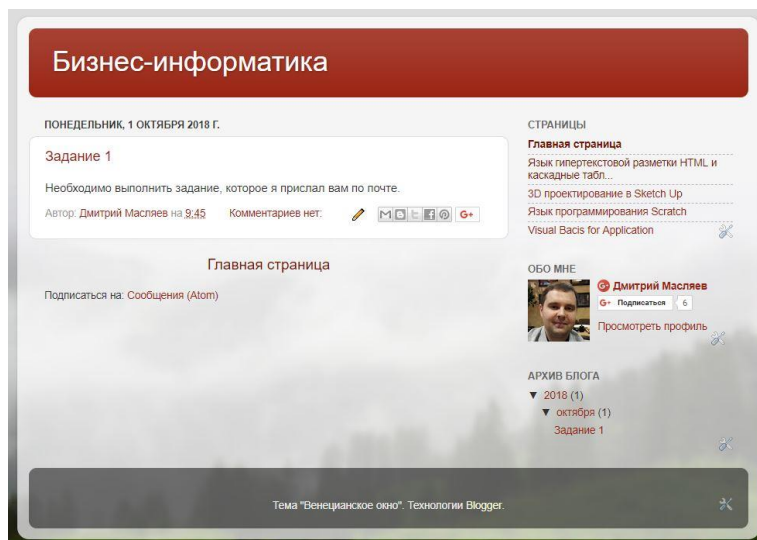 Бизнес-информатика
ПОНЕДЕЛЬНИК, 1 ОКТЯБРЯ 2018 Г.
Задание 1
Необходимо выполнить задание, которое я прислал вам по почте.
Автор: Дмитрий Масляев на 9:45 Комментариев нет:
G+
Главная страница
Подписаться на: Сообщения (Atom)
СТРАНИЦЫ
Главная страница
Язык гипертекстовой разметки HTML и
каскадные табл...
3D проектирование в Sketch Up
Язык программирования Scratch
Visual Bacis for Application
ОБО МНЕ
Дмитрий Масляев
G+ Подписаться 6
Просмотреть профиль
АРХИВ БЛОГА
▼ 2018 (1)
▼ октября (1)
Задание 1
Тема "Венецианское окно". Технологии Blogger.